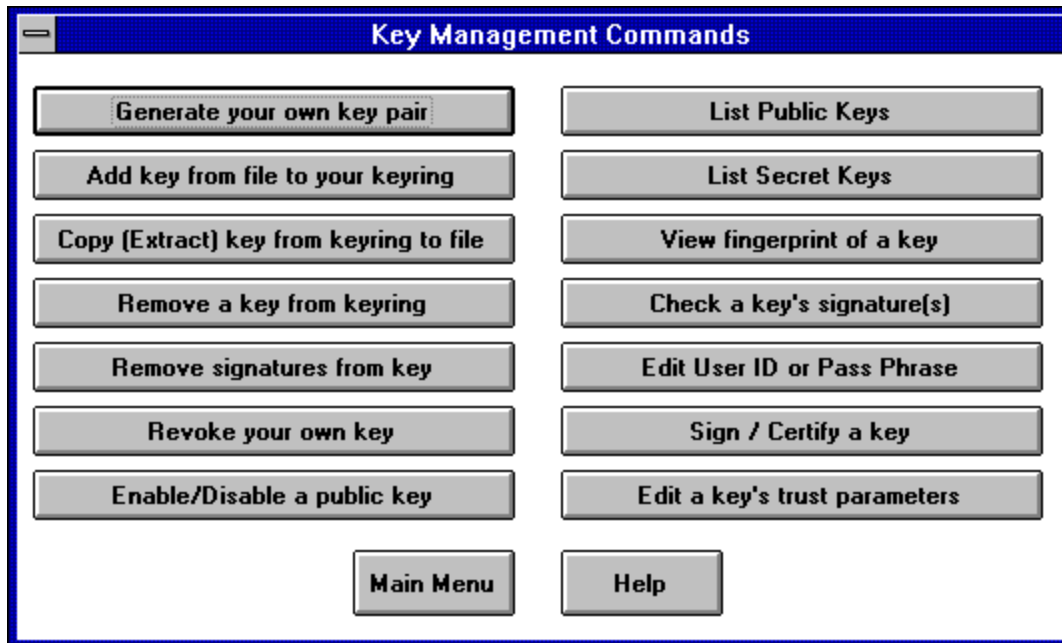 Key Management Commands
Generate your own key pair
List Public Keys
Add key from file to your keyring
List Secret Keys
Copy (Extract) key from keyring to file
View fingerprint of a key
Remove a key from keyring
Check a key's signature(s)
Remove signatures from key
Edit User ID or Pass Phrase
Revoke your own key
Sign / Certify a key
Enable/Disable a public key
Edit a key's trust parameters
Main Menu
Help